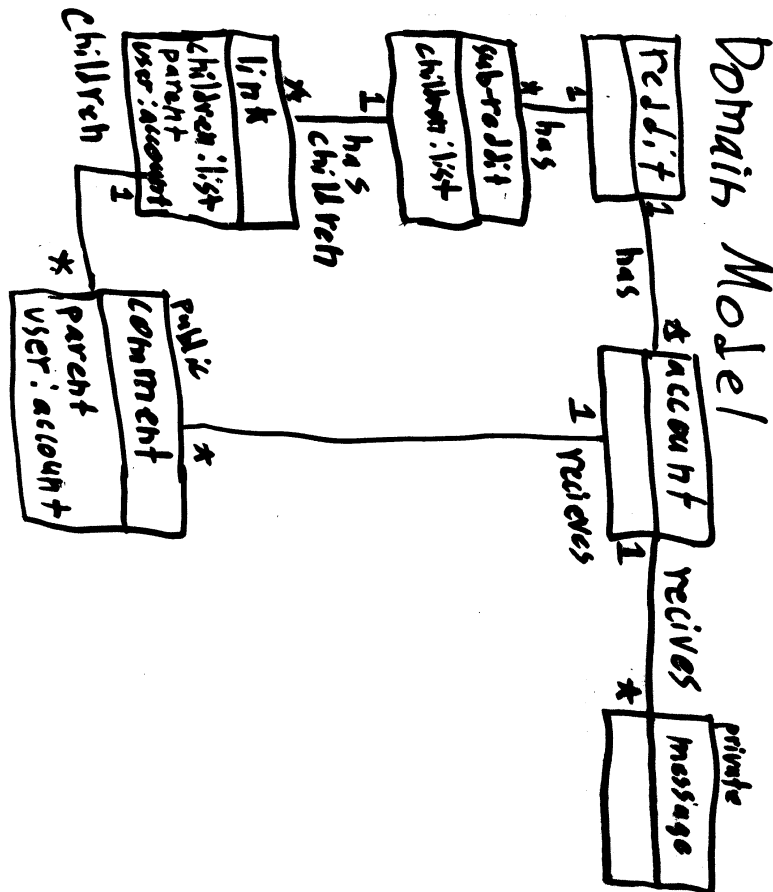 Domain Model
reddit
1
has
*
sub-reddit
children:list
1
has
children
*
link
children:list
parent
user:account
1
children
*
public
comment
parent
user:account
*
1
has
*
account
1
recieves
1
recives
*
private
message